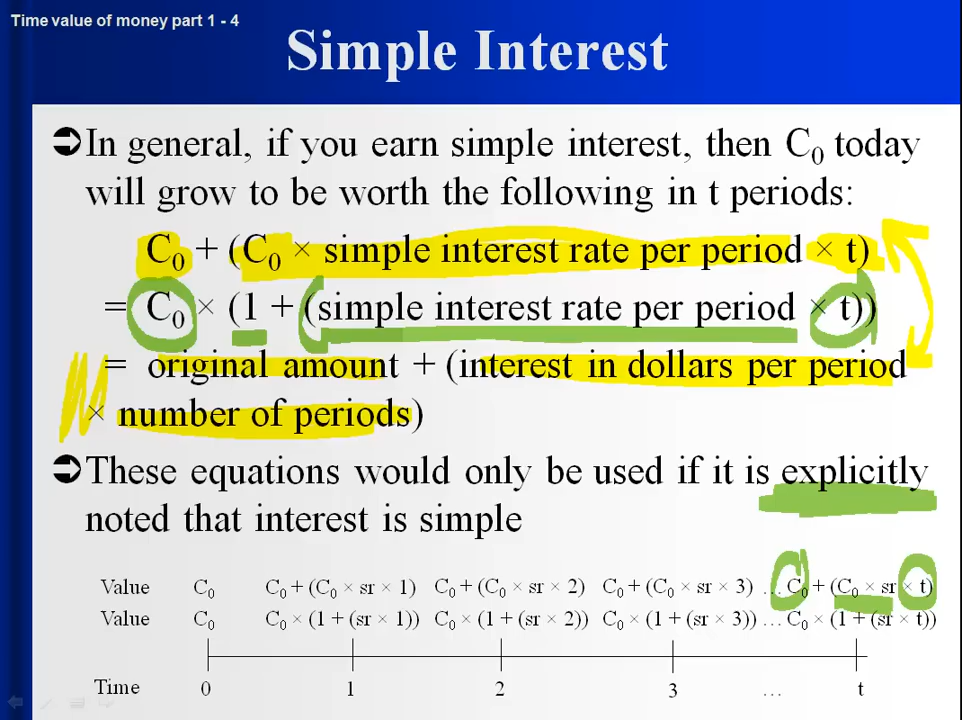 Time value of money part 1 - 4
Simple Interest
➲In general, if you earn simple interest, then C₀ today
will grow to be worth the following in t periods:
C₀ + (C₀ × simple interest rate per period × t)
= C₀ × (1 + (simple interest rate per period × t))
= original amount + (interest in dollars per period
× number of periods)
➲These equations would only be used if it is explicitly
noted that interest is simple
Value C₀ C₀ + (C₀ × sr × 1) C₀ + (C₀ × sr × 2) C₀ + (C₀ × sr × 3) … C₀ + (C₀ × sr × t)
Value C₀ C₀ × (1 + (sr × 1)) C₀ × (1 + (sr × 2)) C₀ × (1 + (sr × 3)) … C₀ × (1 + (sr × t))
Time 0 1 2 3 … t